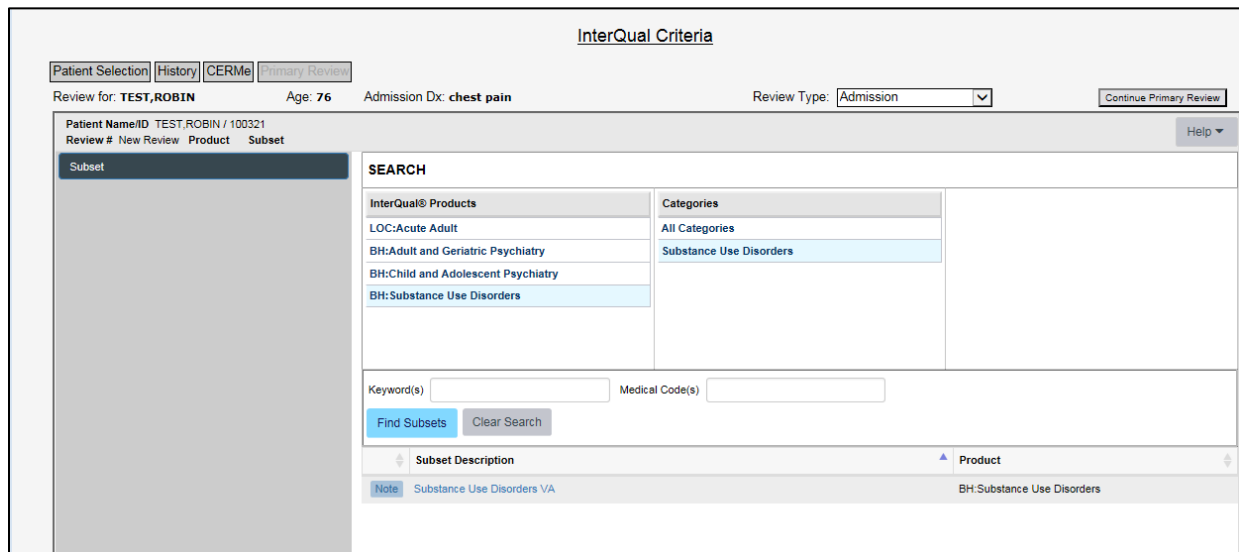 InterQual Criteria
Patient Selection History CERMe Primary Review
Review for: TEST,ROBIN Age: 76 Admission Dx: chest pain Review Type: Admission Continue Primary Review
Patient Name/ID TEST,ROBIN / 100321
Review # New Review Product Subset
Help
Subset
SEARCH
InterQual® Products Categories
LOC:Acute Adult All Categories
BH:Adult and Geriatric Psychiatry Substance Use Disorders
BH:Child and Adolescent Psychiatry
BH:Substance Use Disorders
Keyword(s) Medical Code(s)
Find Subsets Clear Search
Subset Description Product
Note Substance Use Disorders VA BH:Substance Use Disorders